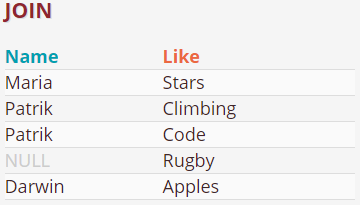 JOIN
Name Like
Maria Stars
Patrik Climbing
Patrik Code
NULL Rugby
Darwin Apples